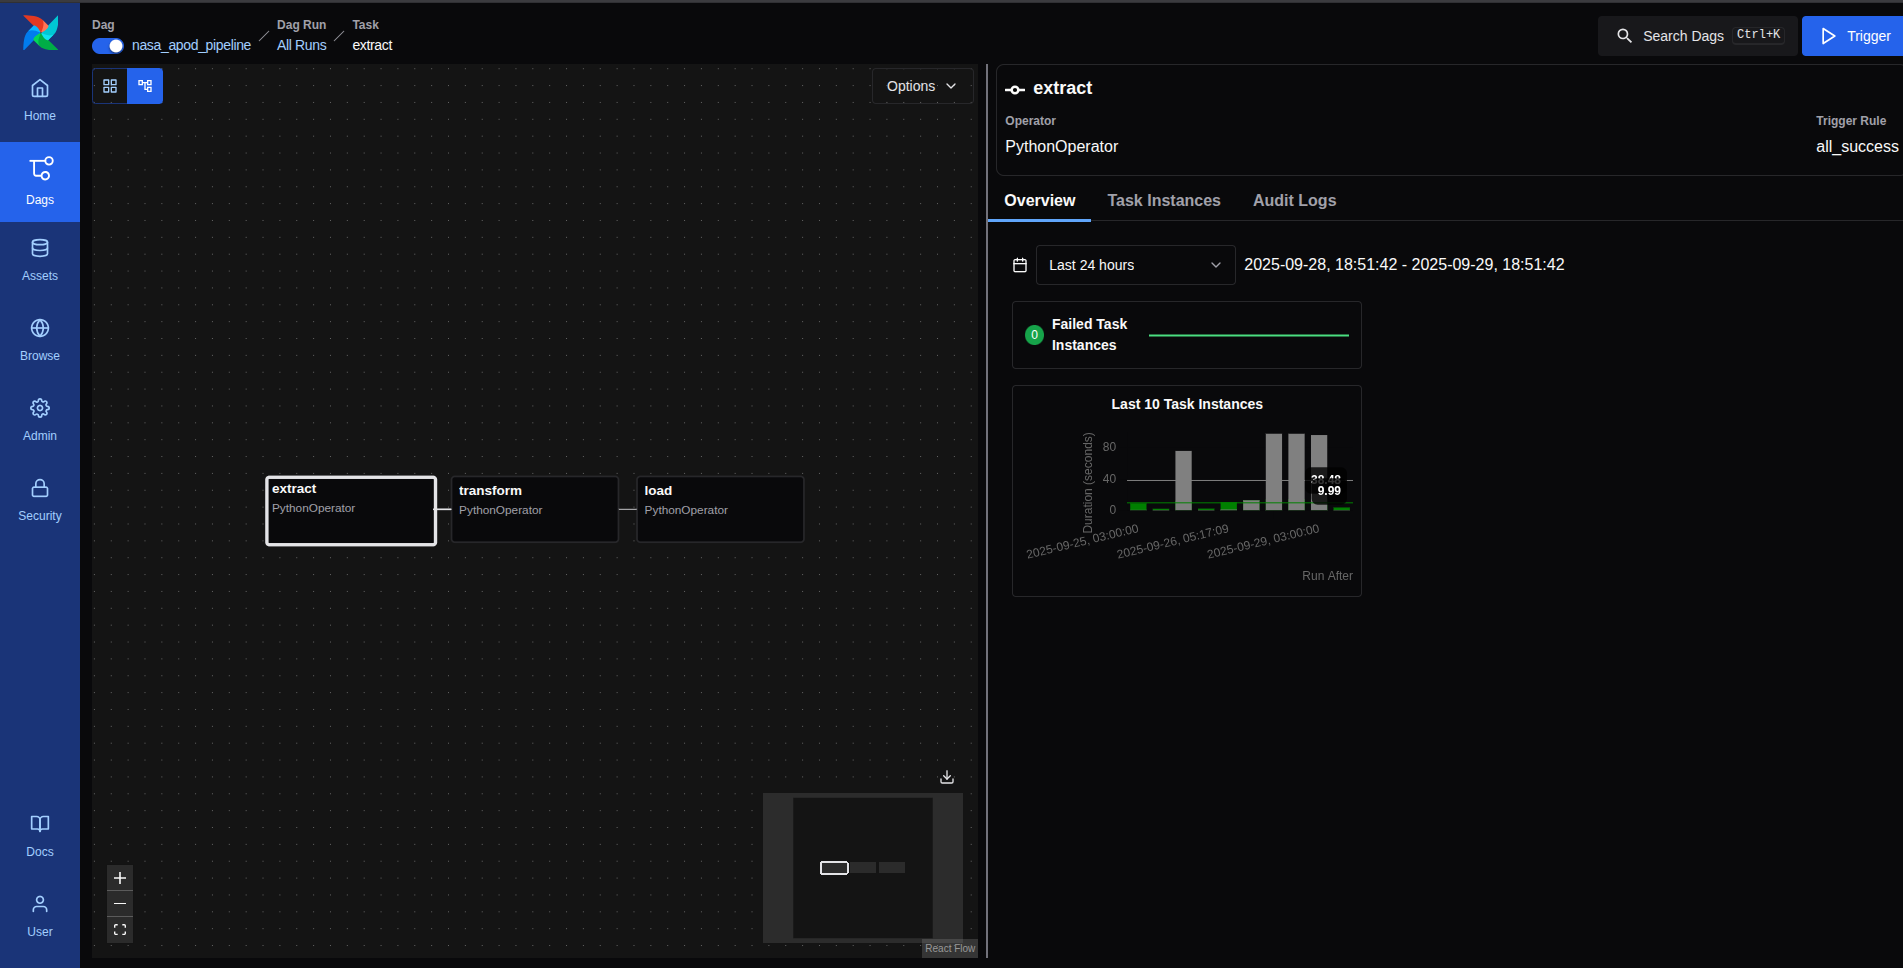 Dag
nasa_apod_pipeline
Dag Run
All Runs
Task
extract
Search Dags Ctrl+K
Trigger
Home
Dags
Assets
Browse
Admin
Security
Docs
User
Options
extract
PythonOperator
transform
PythonOperator
load
PythonOperator
React Flow
extract
Operator
PythonOperator
Trigger Rule
all_success
Overview
Task Instances
Audit Logs
Last 24 hours
2025-09-28, 18:51:42 - 2025-09-29, 18:51:42
0
Failed Task
Instances
Last 10 Task Instances
Duration (seconds)
80
40
0
9.99
2025-09-25, 03:00:00
2025-09-26, 05:17:09
2025-09-29, 03:00:00
Run After